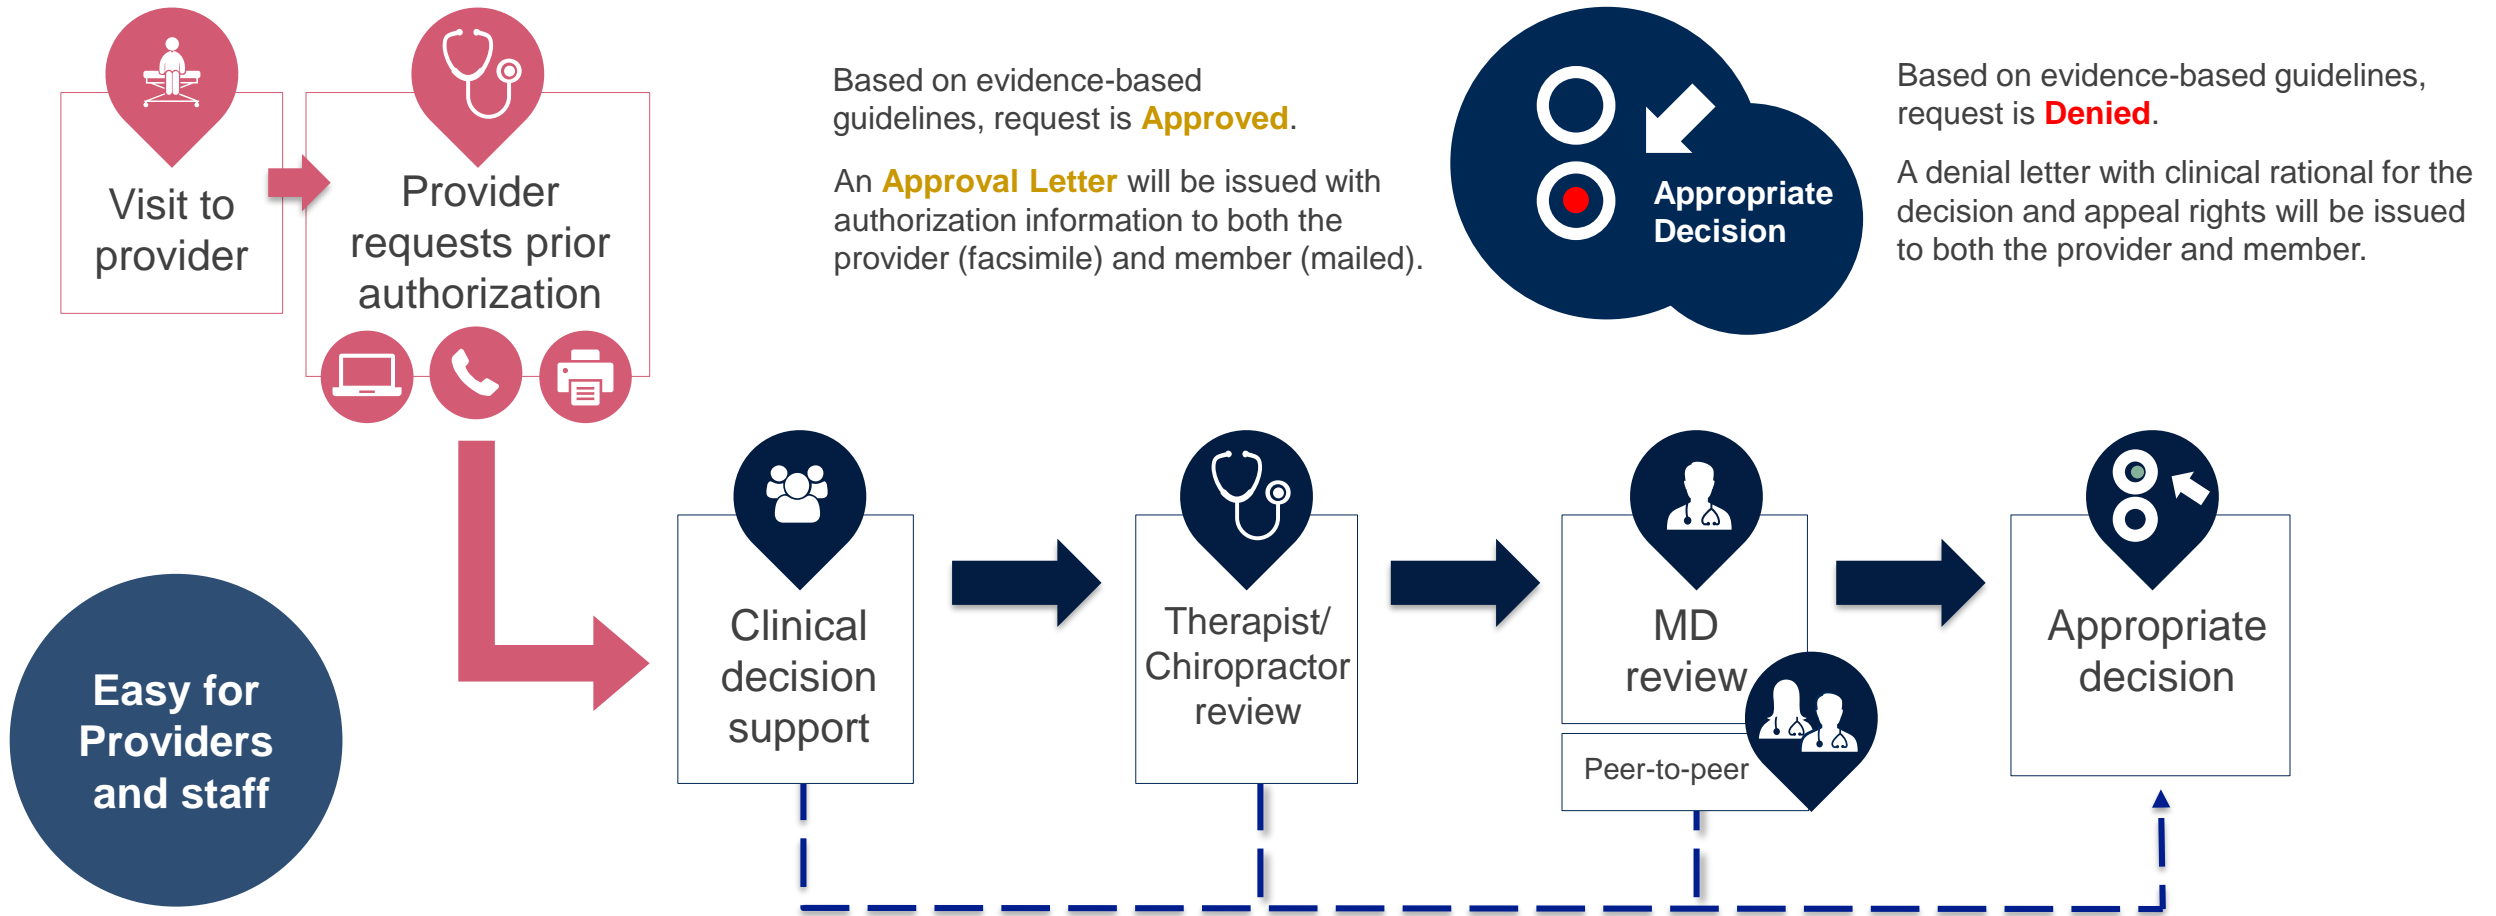 Visit to
provider
Provider
requests prior
authorization
Based on evidence-based
guidelines, request is Approved.
An Approval Letter will be issued with
authorization information to both the
provider (facsimile) and member (mailed).
Appropriate
Decision
Based on evidence-based guidelines,
request is Denied.
A denial letter with clinical rational for the
decision and appeal rights will be issued
to both the provider and member.
Easy for
Providers
and staff
Clinical
decision
support
Therapist/
Chiropractor
review
MD
review
Peer-to-peer
Appropriate
decision